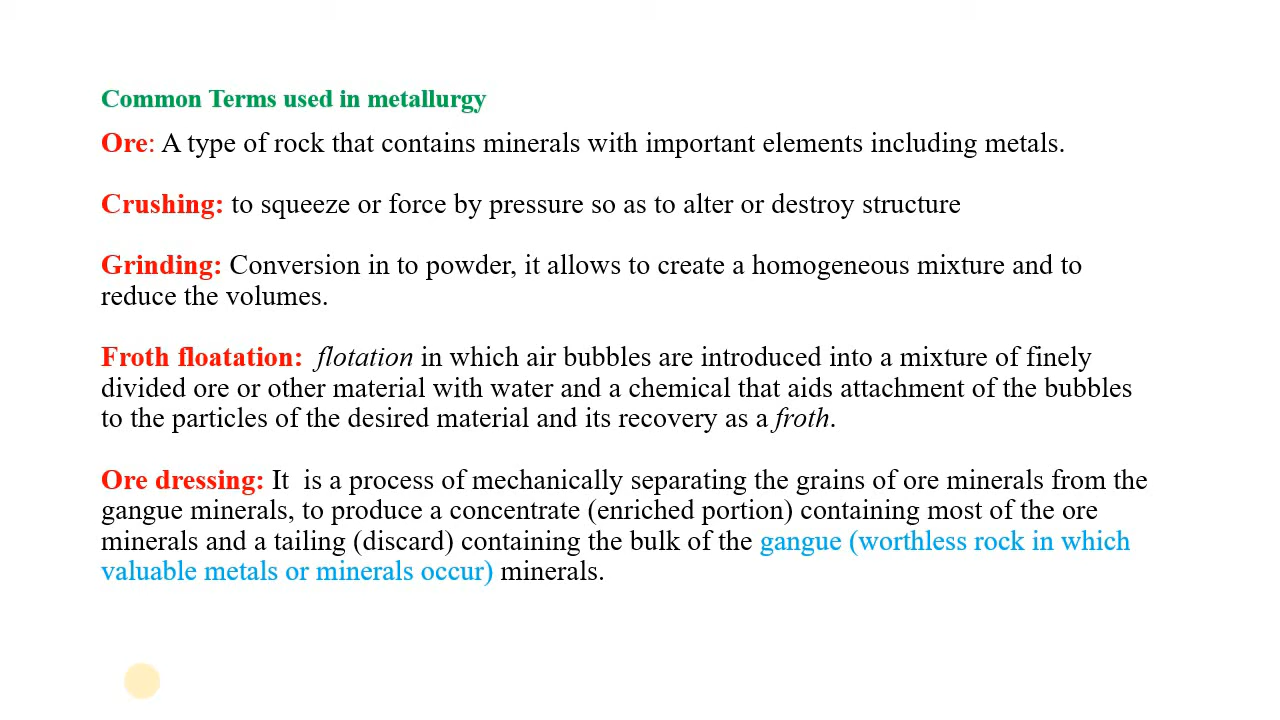 Common Terms used in metallurgy
Ore: A type of rock that contains minerals with important elements including metals.
Crushing: to squeeze or force by pressure so as to alter or destroy structure
Grinding: Conversion in to powder, it allows to create a homogeneous mixture and to
reduce the volumes.
Froth floatation: flotation in which air bubbles are introduced into a mixture of finely
divided ore or other material with water and a chemical that aids attachment of the bubbles
to the particles of the desired material and its recovery as a froth.
Ore dressing: It is a process of mechanically separating the grains of ore minerals from the
gangue minerals, to produce a concentrate (enriched portion) containing most of the ore
minerals and a tailing (discard) containing the bulk of the gangue (worthless rock in which
valuable metals or minerals occur) minerals.